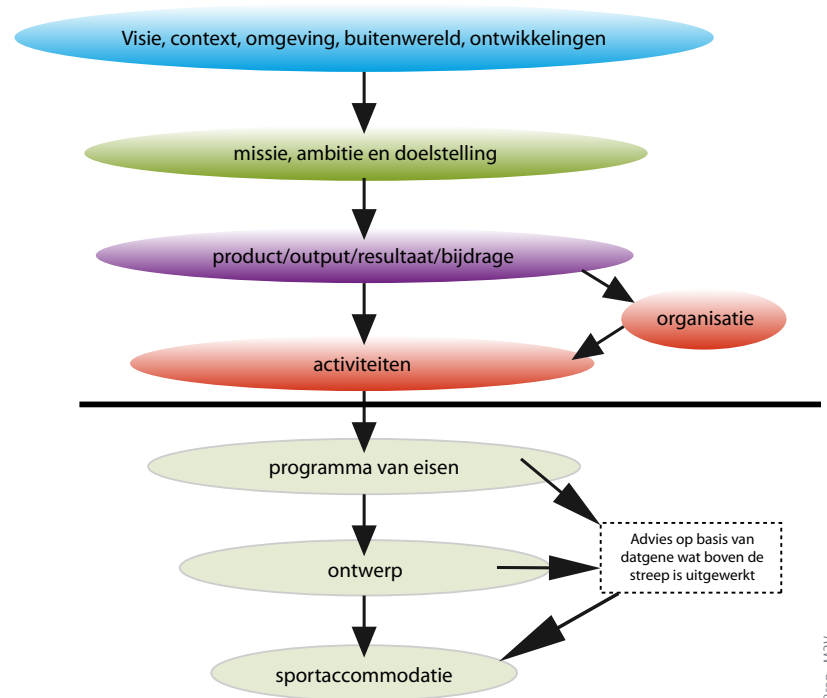 Visie, context, omgeving, buitenwereld, ontwikkelingen
missie, ambitie en doelstelling
product/output/resultaat/bijdrage
organisatie
activiteiten
programma van eisen
Advies op basis van
datgene wat boven de
streep is uitgewerkt
ontwerp
sportaccommodatie